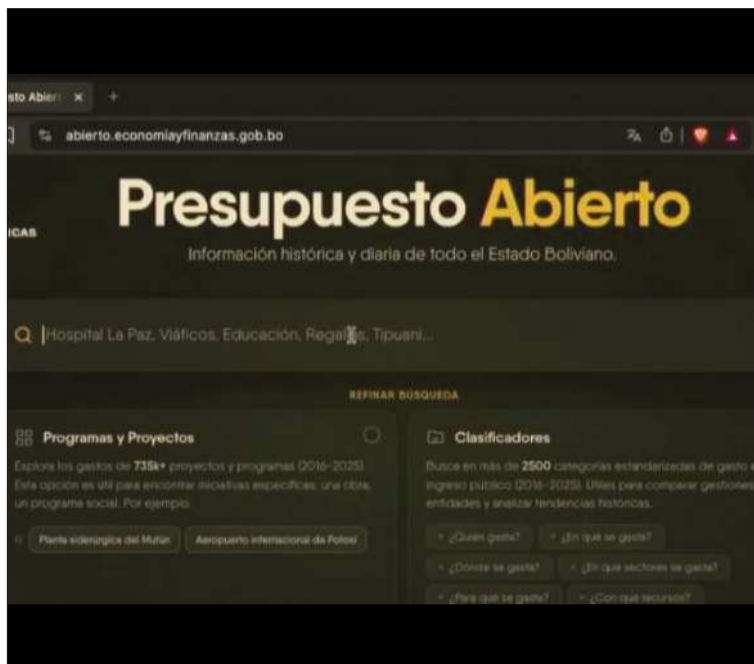 sto Abiert
abierto.economiayfinanzas.gob.bo
Presupuesto Abierto
ICAS
Información histórica y diaria de todo el Estado Boliviano.
Hospital La Paz, Viáticos, Educación, Regalías, Tipuani...
REFINAR BÚSQUEDA
Programas y Proyectos
Explora los gastos de 735k+ proyectos y programas (2016-2025).
Esta opción es útil para encontrar iniciativas específicas: una obra,
un programa social. Por ejemplo:
Planta siderúrgica del Mutún
Aeropuerto internacional de Potosí
Clasificadores
Busca en más de 2500 categorías estandarizadas de gasto e
ingreso público (2016-2025). Útiles para comparar gestiones,
entidades y analizar tendencias históricas.
+ ¿Quién gasta?
+ ¿En qué se gasta?
+ ¿Dónde se gasta?
+ ¿En qué sectores se gasta?
+ ¿Para qué se gasta?
+ ¿Con qué recursos?